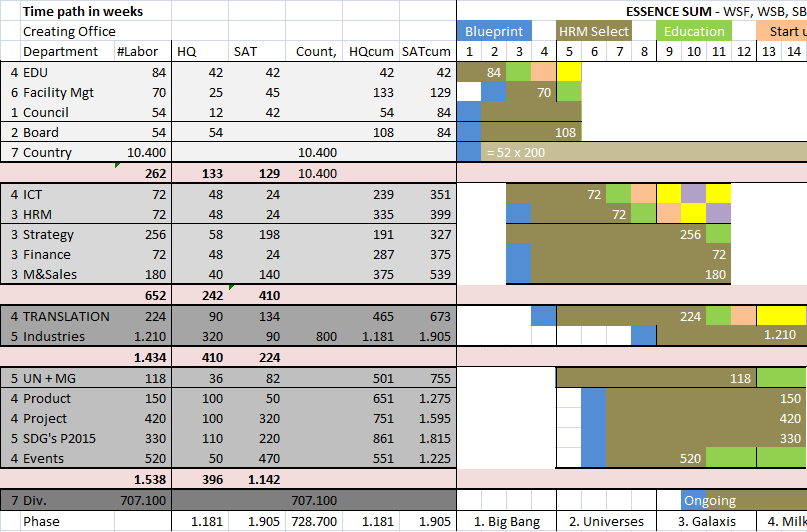 Time path in weeks ESSENCE SUM - WSF, WSB, SB
Creating Office Blueprint HRM Select Education Start u
Department #Labor HQ SAT Count, HQcum SATcum 1 2 3 4 5 6 7 8 9 10 11 12 13 14
4 EDU 84 42 42 42 42 84
6 Facility Mgt 70 25 45 133 129 70
1 Council 54 12 42 54 84
2 Board 54 54 108 84 108
7 Country 10.400 10.400 = 52 x 200
262 133 129 10.400
4 ICT 72 48 24 239 351 72
3 HRM 72 48 24 335 399 72
3 Strategy 256 58 198 191 327 256
3 Finance 72 48 24 287 375 72
3 M&Sales 180 40 140 375 539 180
652 242 410
4 TRANSLATION 224 90 134 465 673 224
5 Industries 1.210 320 90 800 1.181 1.905 1.210
1.434 410 224
5 UN + MG 118 36 82 501 755 118
4 Product 150 100 50 651 1.275 150
4 Project 420 100 320 751 1.595 420
5 SDG's P2015 330 110 220 861 1.815 330
4 Events 520 50 470 551 1.225 520
1.538 396 1.142
7 Div. 707.100 707.100 Ongoing
Phase 1.181 1.905 728.700 1.181 1.905 1. Big Bang 2. Universes 3. Galaxis 4. Milk